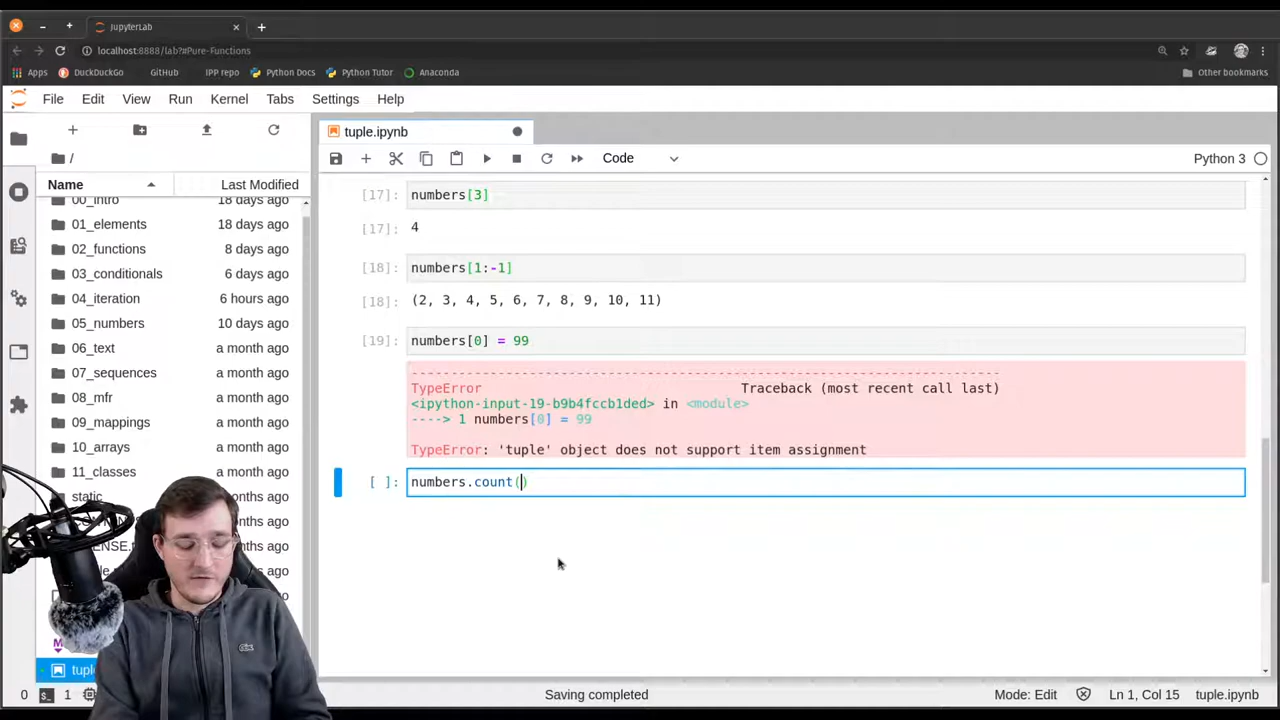 JupyterLab
localhost:8888/lab?#Pure-Functions
Apps DuckDuckGo GitHub IPP repo Python Docs Python Tutor Anaconda Other bookmarks
File Edit View Run Kernel Tabs Settings Help
tuple.ipynb
/
Code Python 3
Name Last Modified
00_intro 18 days ago
01_elements 18 days ago
02_functions 8 days ago
03_conditionals 6 days ago
04_iteration 6 hours ago
05_numbers 10 days ago
06_text a month ago
07_sequences a month ago
08_mfr a month ago
09_mappings a month ago
10_arrays a month ago
11_classes a month ago
static
[17]: numbers[3]
[17]: 4
[18]: numbers[1:-1]
[18]: (2, 3, 4, 5, 6, 7, 8, 9, 10, 11)
[19]: numbers[0] = 99
---------------------------------------------------------------------------
TypeError Traceback (most recent call last)
<ipython-input-19-b9b4fccb1ded> in <module>
----> 1 numbers[0] = 99
TypeError: 'tuple' object does not support item assignment
[ ]: numbers.count()
0 1 Saving completed Mode: Edit Ln 1, Col 15 tuple.ipynb